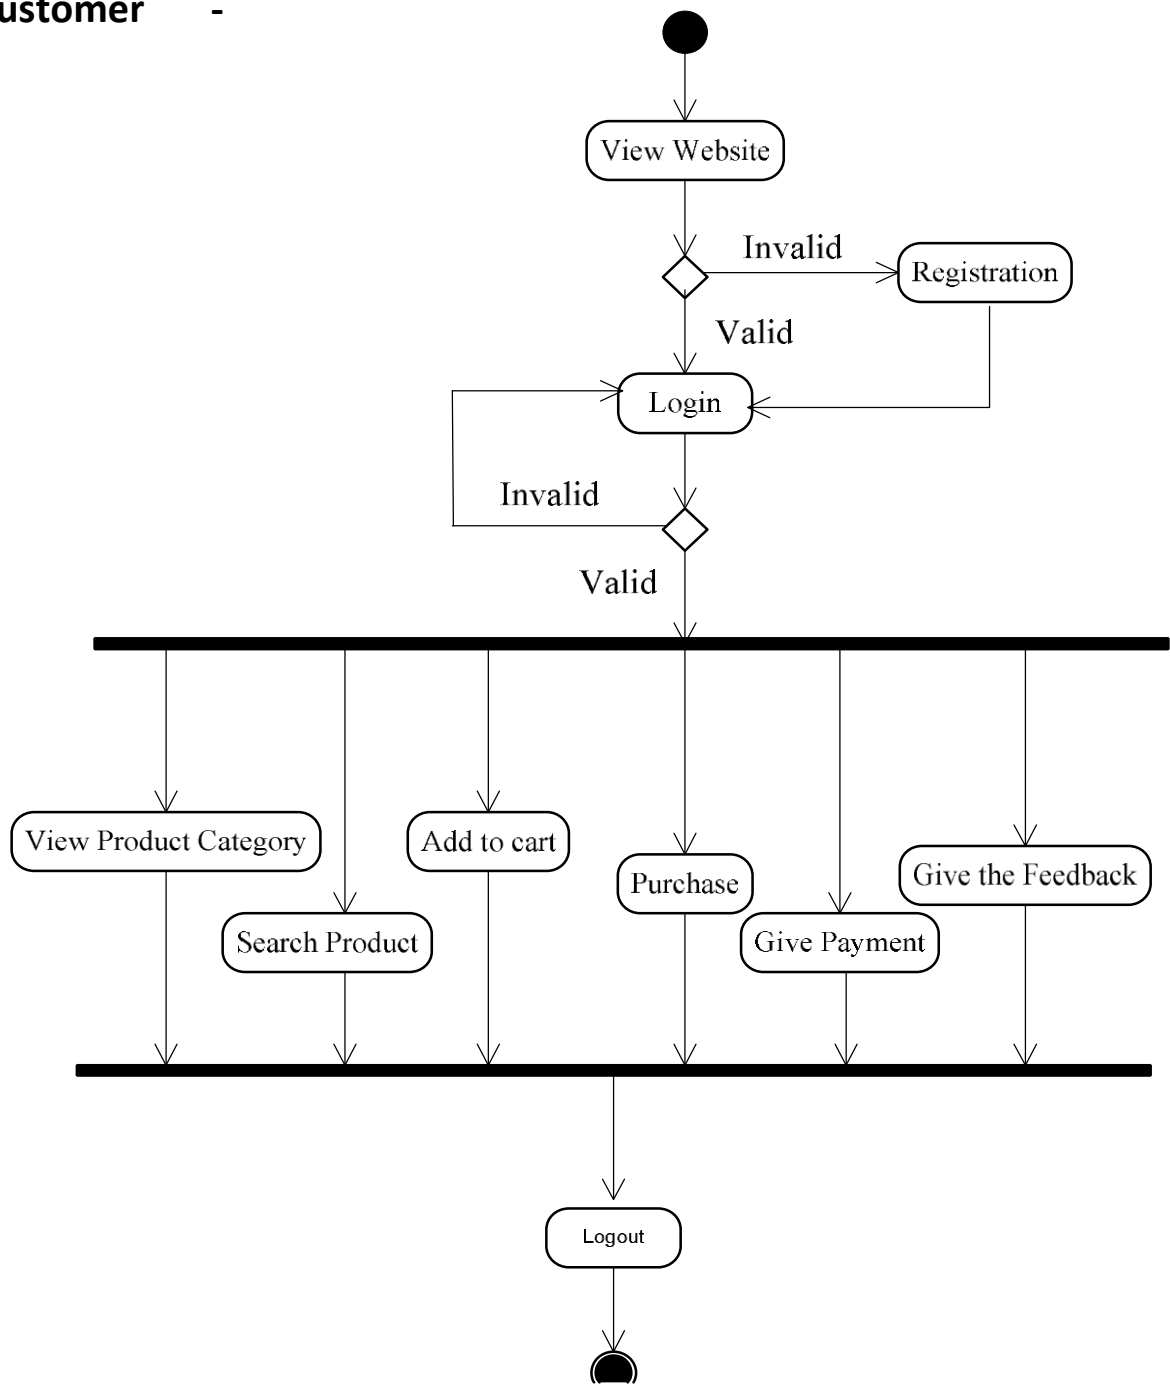 ustomer -
View Website
Invalid
Registration
Valid
Login
Invalid
Valid
View Product Category
Add to cart
Purchase
Give the Feedback
Search Product
Give Payment
Logout